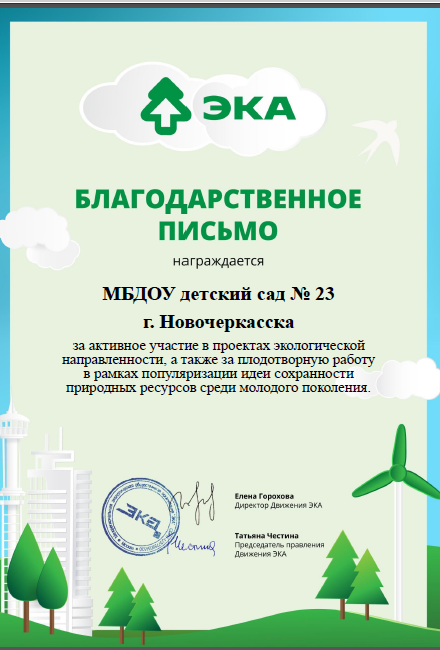 ЭКА
БЛАГОДАРСТВЕННОЕ
ПИСЬМО
награждается
МБДОУ детский сад № 23
г. Новочеркасска
за активное участие в проектах экологической
направленности, а также за плодотворную работу
в рамках популяризации идеи сохранности
природных ресурсов среди молодого поколения.
ЭКА
Елена Горохова
Директор Движения ЭКА
Татьяна Честина
Председатель правления
Движения ЭКА